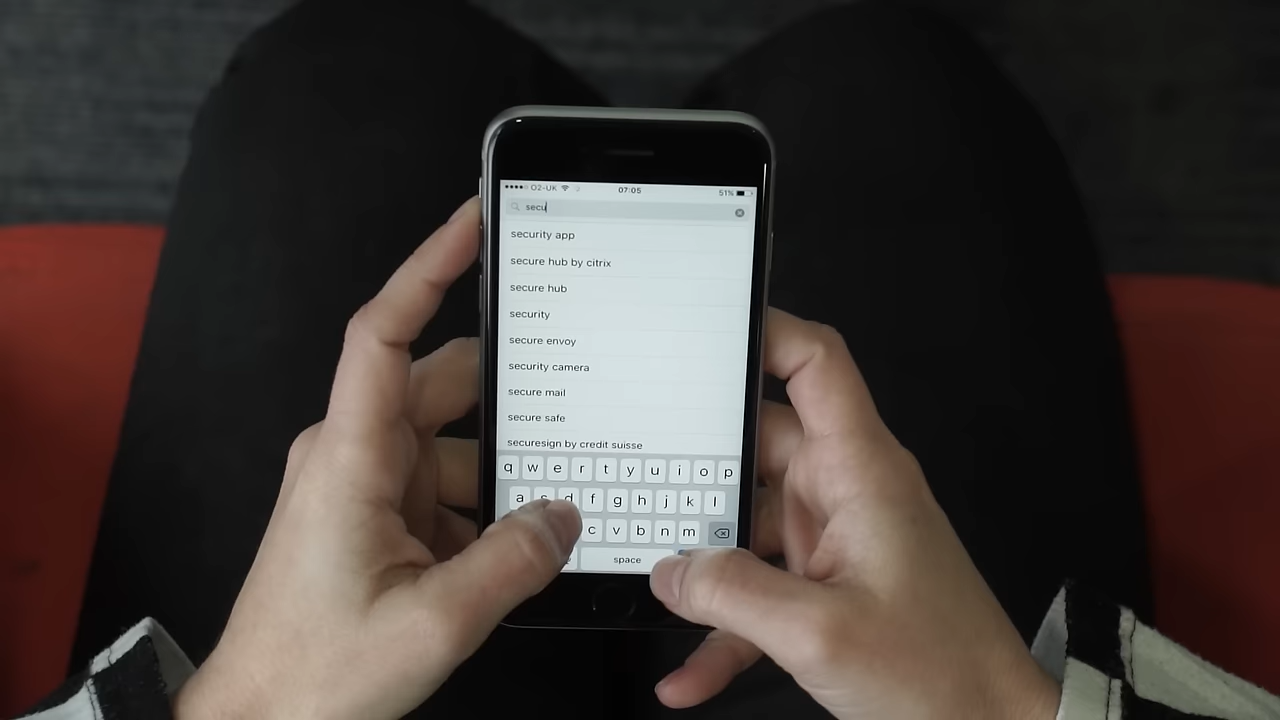 O2-UK 07:05 51%
secu
security app
secure hub by citrix
secure hub
security
secure envoy
security camera
secure mail
secure safe
securesign by credit suisse
q w e r t y u i o p
a s d f g h j k l
c v b n m
space